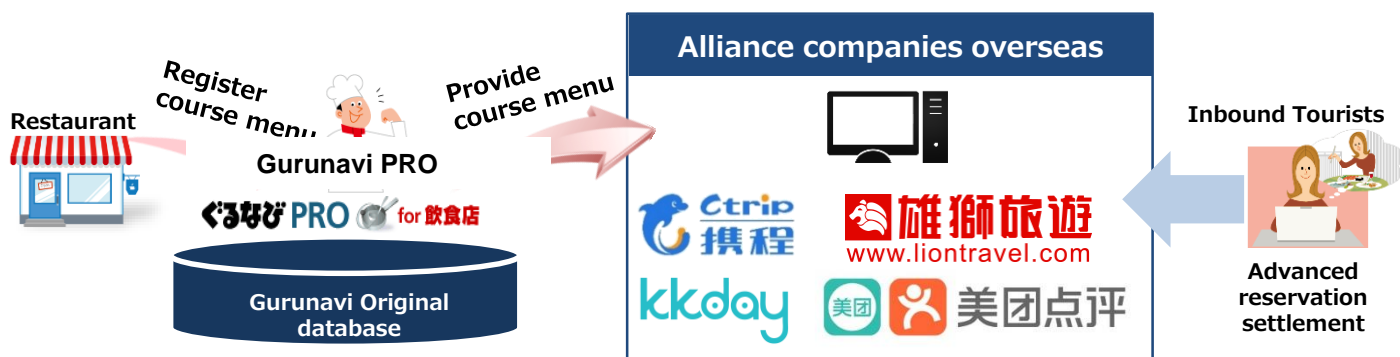 Restaurant
Register
course menu
Provide
course menu
Gurunavi PRO
ぐるなび PRO for 飲食店
Gurunavi Original
database
Alliance companies overseas
Ctrip
携程
雄獅旅遊
www.liontravel.com
kkday
美团
美团点评
Inbound Tourists
Advanced
reservation
settlement